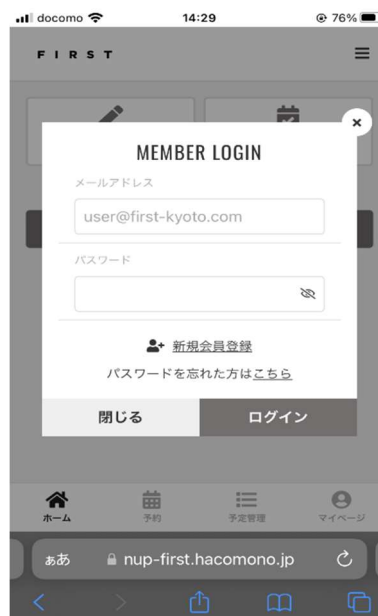 docomo 14:29 76%
FIRST
MEMBER LOGIN
メールアドレス
user@first-kyoto.com
パスワード
新規会員登録
パスワードを忘れた方はこちら
閉じる ログイン
ホーム 予約 予定管理 マイページ
ぁあ nup-first.hacomono.jp